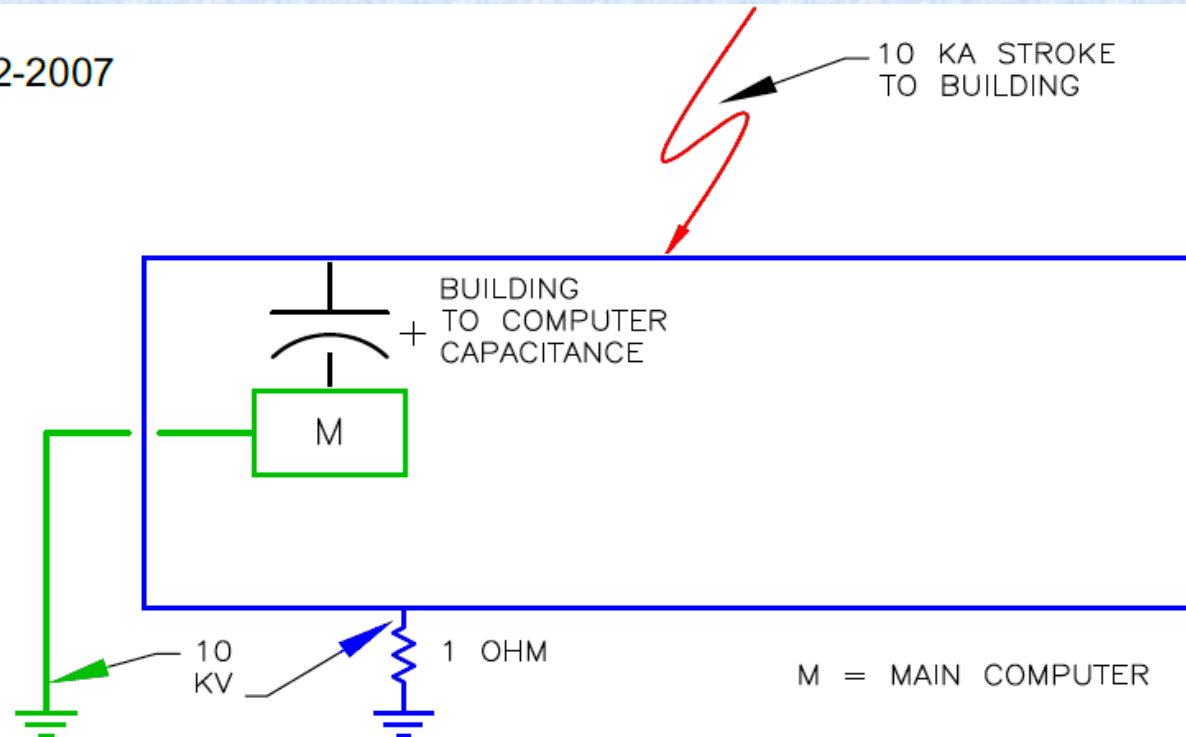 2-2007
10 KA STROKE
TO BUILDING
BUILDING
+ TO COMPUTER
CAPACITANCE
M
10
KV
1 OHM
M = MAIN COMPUTER